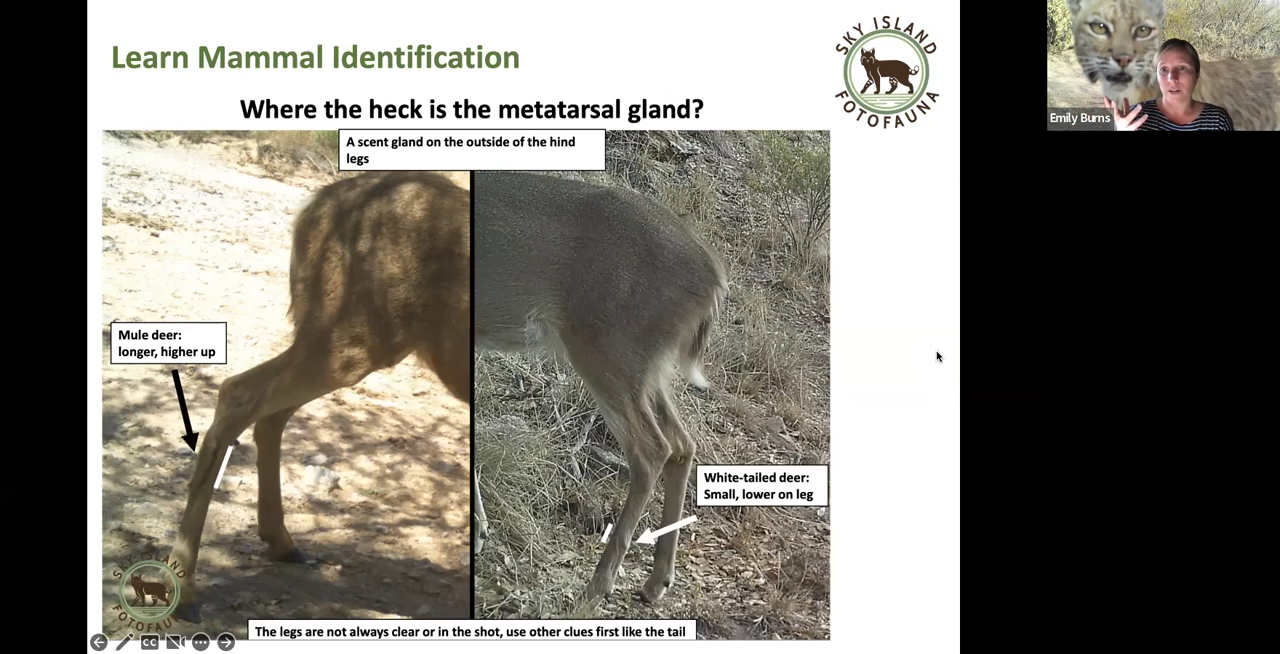 Learn Mammal Identification
SKY ISLAND
FOTOFAUNA
Where the heck is the metatarsal gland?
A scent gland on the outside of the hind
legs
Mule deer:
longer, higher up
White-tailed deer:
Small, lower on leg
SKY ISLAND
FOTOFAUNA
The legs are not always clear or in the shot, use other clues first like the tail
CC
Emily Burns